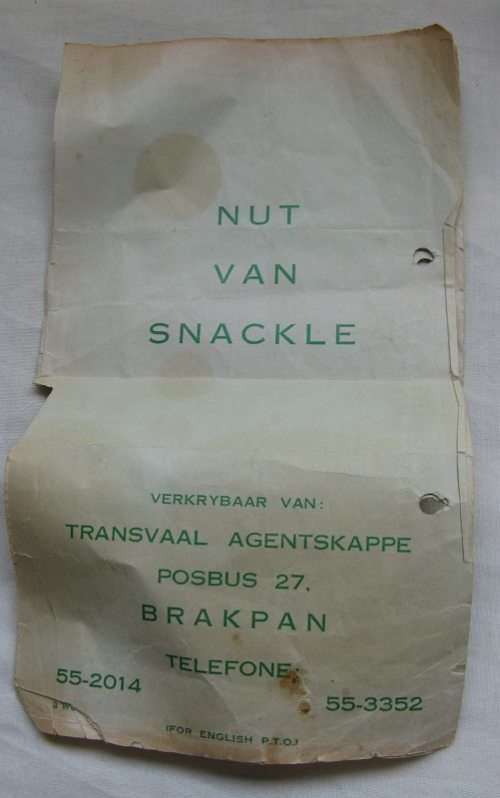 NUT
VAN
SNACKLE
VERKRYBAAR VAN:
TRANSVAAL AGENTSKAPPE
POSBUS 27,
BRAKPAN
TELEFONE:
55-2014
55-3352
(FOR ENGLISH P.T.O.)